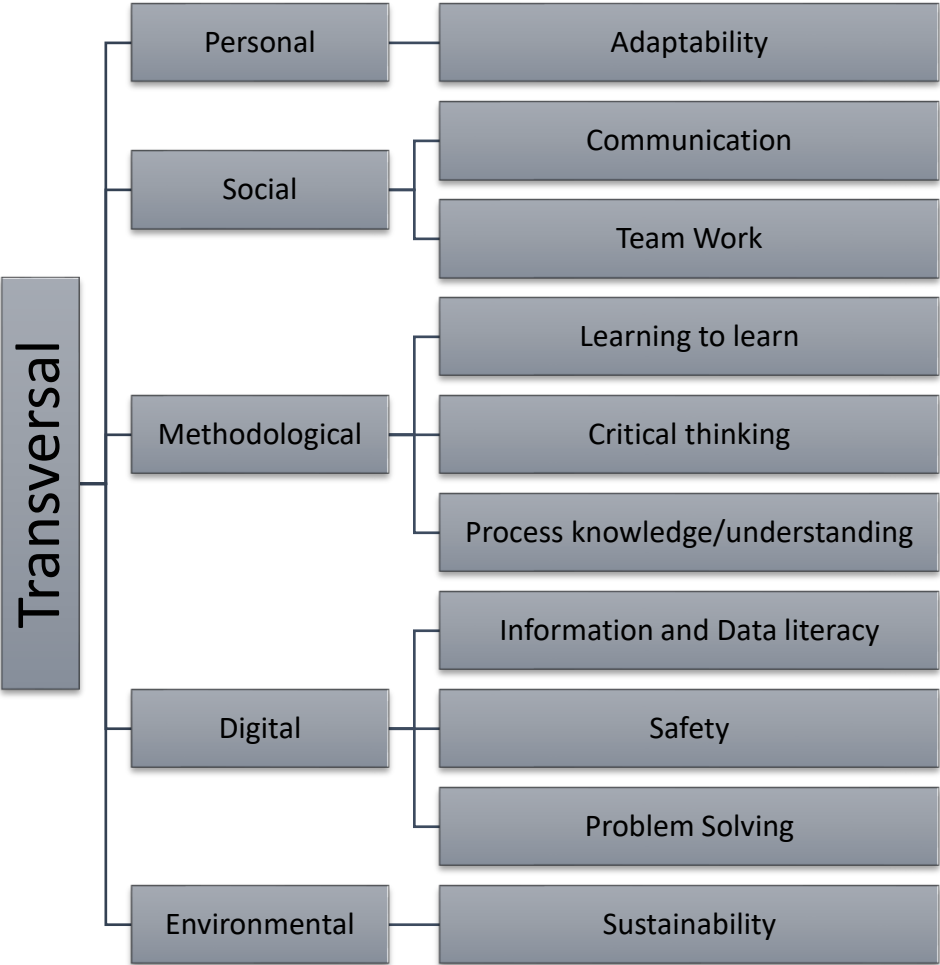 Transversal
Personal
Adaptability
Social
Communication
Team Work
Methodological
Learning to learn
Critical thinking
Process knowledge/understanding
Digital
Information and Data literacy
Safety
Problem Solving
Environmental
Sustainability